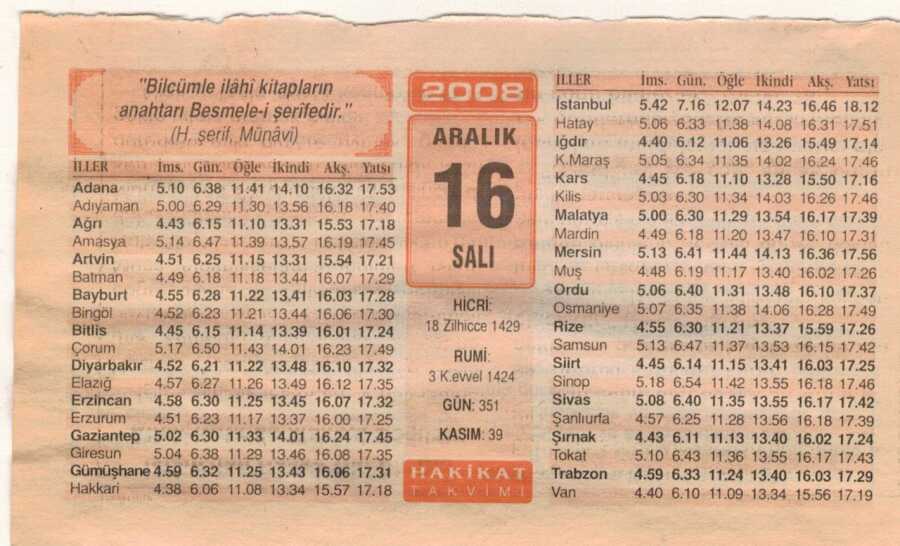 "Bilcümle ilâhî kitapların
anahtarı Besmele-i şerîfedir."
(H. şerîf, Münâvî)
İLLER İms. Gün. Öğle İkindi Akş. Yatsı
Adana 5.10 6.38 11.41 14.10 16.32 17.53
Adıyaman 5.00 6.29 11.30 13.56 16.18 17.40
Ağrı 4.43 6.15 11.10 13.31 15.53 17.18
Amasya 5.14 6.47 11.39 13.57 16.19 17.45
Artvin 4.51 6.25 11.15 13.31 15.54 17.21
Batman 4.49 6.18 11.18 13.44 16.07 17.29
Bayburt 4.55 6.28 11.22 13.41 16.03 17.28
Bingöl 4.52 6.23 11.21 13.44 16.06 17.30
Bitlis 4.45 6.15 11.14 13.39 16.01 17.24
Çorum 5.17 6.50 11.43 14.01 16.23 17.49
Diyarbakır 4.52 6.21 11.22 13.48 16.10 17.32
Elazığ 4.57 6.27 11.26 13.49 16.12 17.35
Erzincan 4.58 6.30 11.25 13.45 16.07 17.32
Erzurum 4.51 6.23 11.17 13.37 16.00 17.25
Gaziantep 5.02 6.30 11.33 14.01 16.24 17.45
Giresun 5.04 6.38 11.29 13.46 16.08 17.35
Gümüşhane 4.59 6.32 11.25 13.43 16.06 17.31
Hakkari 4.38 6.06 11.08 13.34 15.57 17.18
2008
ARALIK
16
SALI
HİCRİ:
18 Zilhicce 1429
RUMİ:
3 K.evvel 1424
GÜN: 351
KASIM: 39
HAKİKAT
TAKVİMİ
İLLER İms. Gün. Öğle İkindi Akş. Yatsı
İstanbul 5.42 7.16 12.07 14.23 16.46 18.12
Hatay 5.06 6.33 11.38 14.08 16.31 17.51
Iğdır 4.40 6.12 11.06 13.26 15.49 17.14
K.Maraş 5.05 6.34 11.35 14.02 16.24 17.46
Kars 4.45 6.18 11.10 13.28 15.50 17.16
Kilis 5.03 6.30 11.34 14.03 16.26 17.46
Malatya 5.00 6.30 11.29 13.54 16.17 17.39
Mardin 4.49 6.18 11.20 13.47 16.10 17.31
Mersin 5.13 6.41 11.44 14.13 16.36 17.56
Muş 4.48 6.19 11.17 13.40 16.02 17.26
Ordu 5.06 6.40 11.31 13.48 16.10 17.37
Osmaniye 5.07 6.35 11.38 14.06 16.28 17.49
Rize 4.55 6.30 11.21 13.37 15.59 17.26
Samsun 5.13 6.47 11.37 13.53 16.15 17.42
Siirt 4.45 6.14 11.15 13.41 16.03 17.25
Sinop 5.18 6.54 11.42 13.55 16.18 17.46
Sivas 5.08 6.40 11.35 13.55 16.17 17.42
Şanlıurfa 4.57 6.25 11.28 13.56 16.18 17.39
Şırnak 4.43 6.11 11.13 13.40 16.02 17.24
Tokat 5.10 6.43 11.36 13.55 16.17 17.43
Trabzon 4.59 6.33 11.24 13.40 16.03 17.29
Van 4.40 6.10 11.09 13.34 15.56 17.19